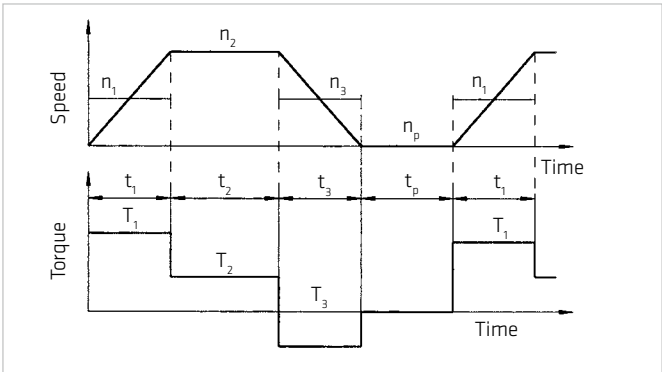 n₂
n₁ n₃ n₁
nₚ
Speed
Time
t₁ t₂ t₃ tₚ t₁
T₁ T₁
T₂
T₃
Torque
Time